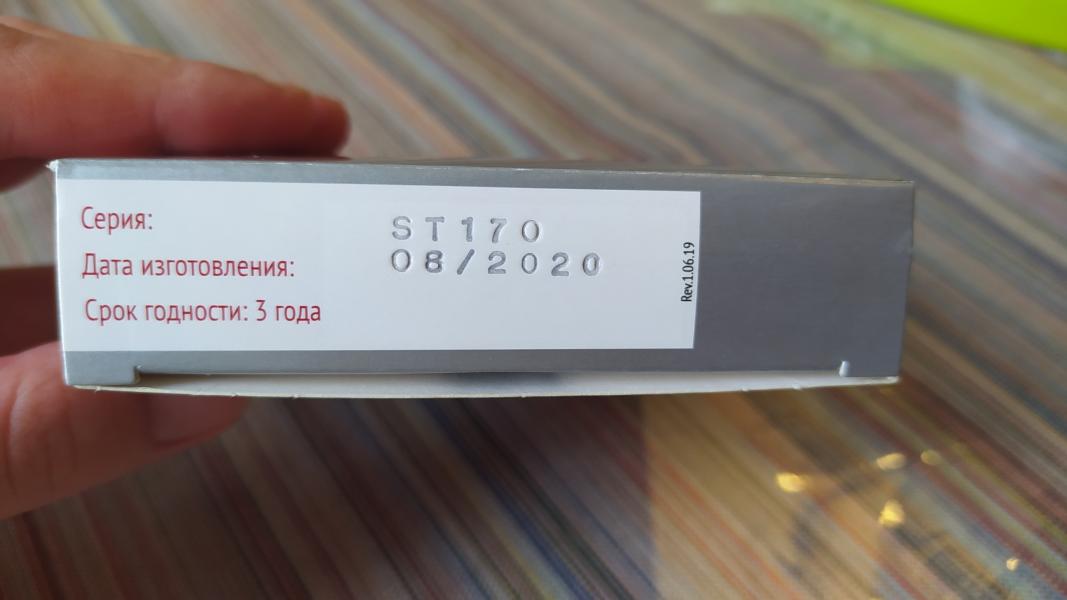 Серия: ST170
Дата изготовления: 08/2020
Срок годности: 3 года
Rev.1.06.19